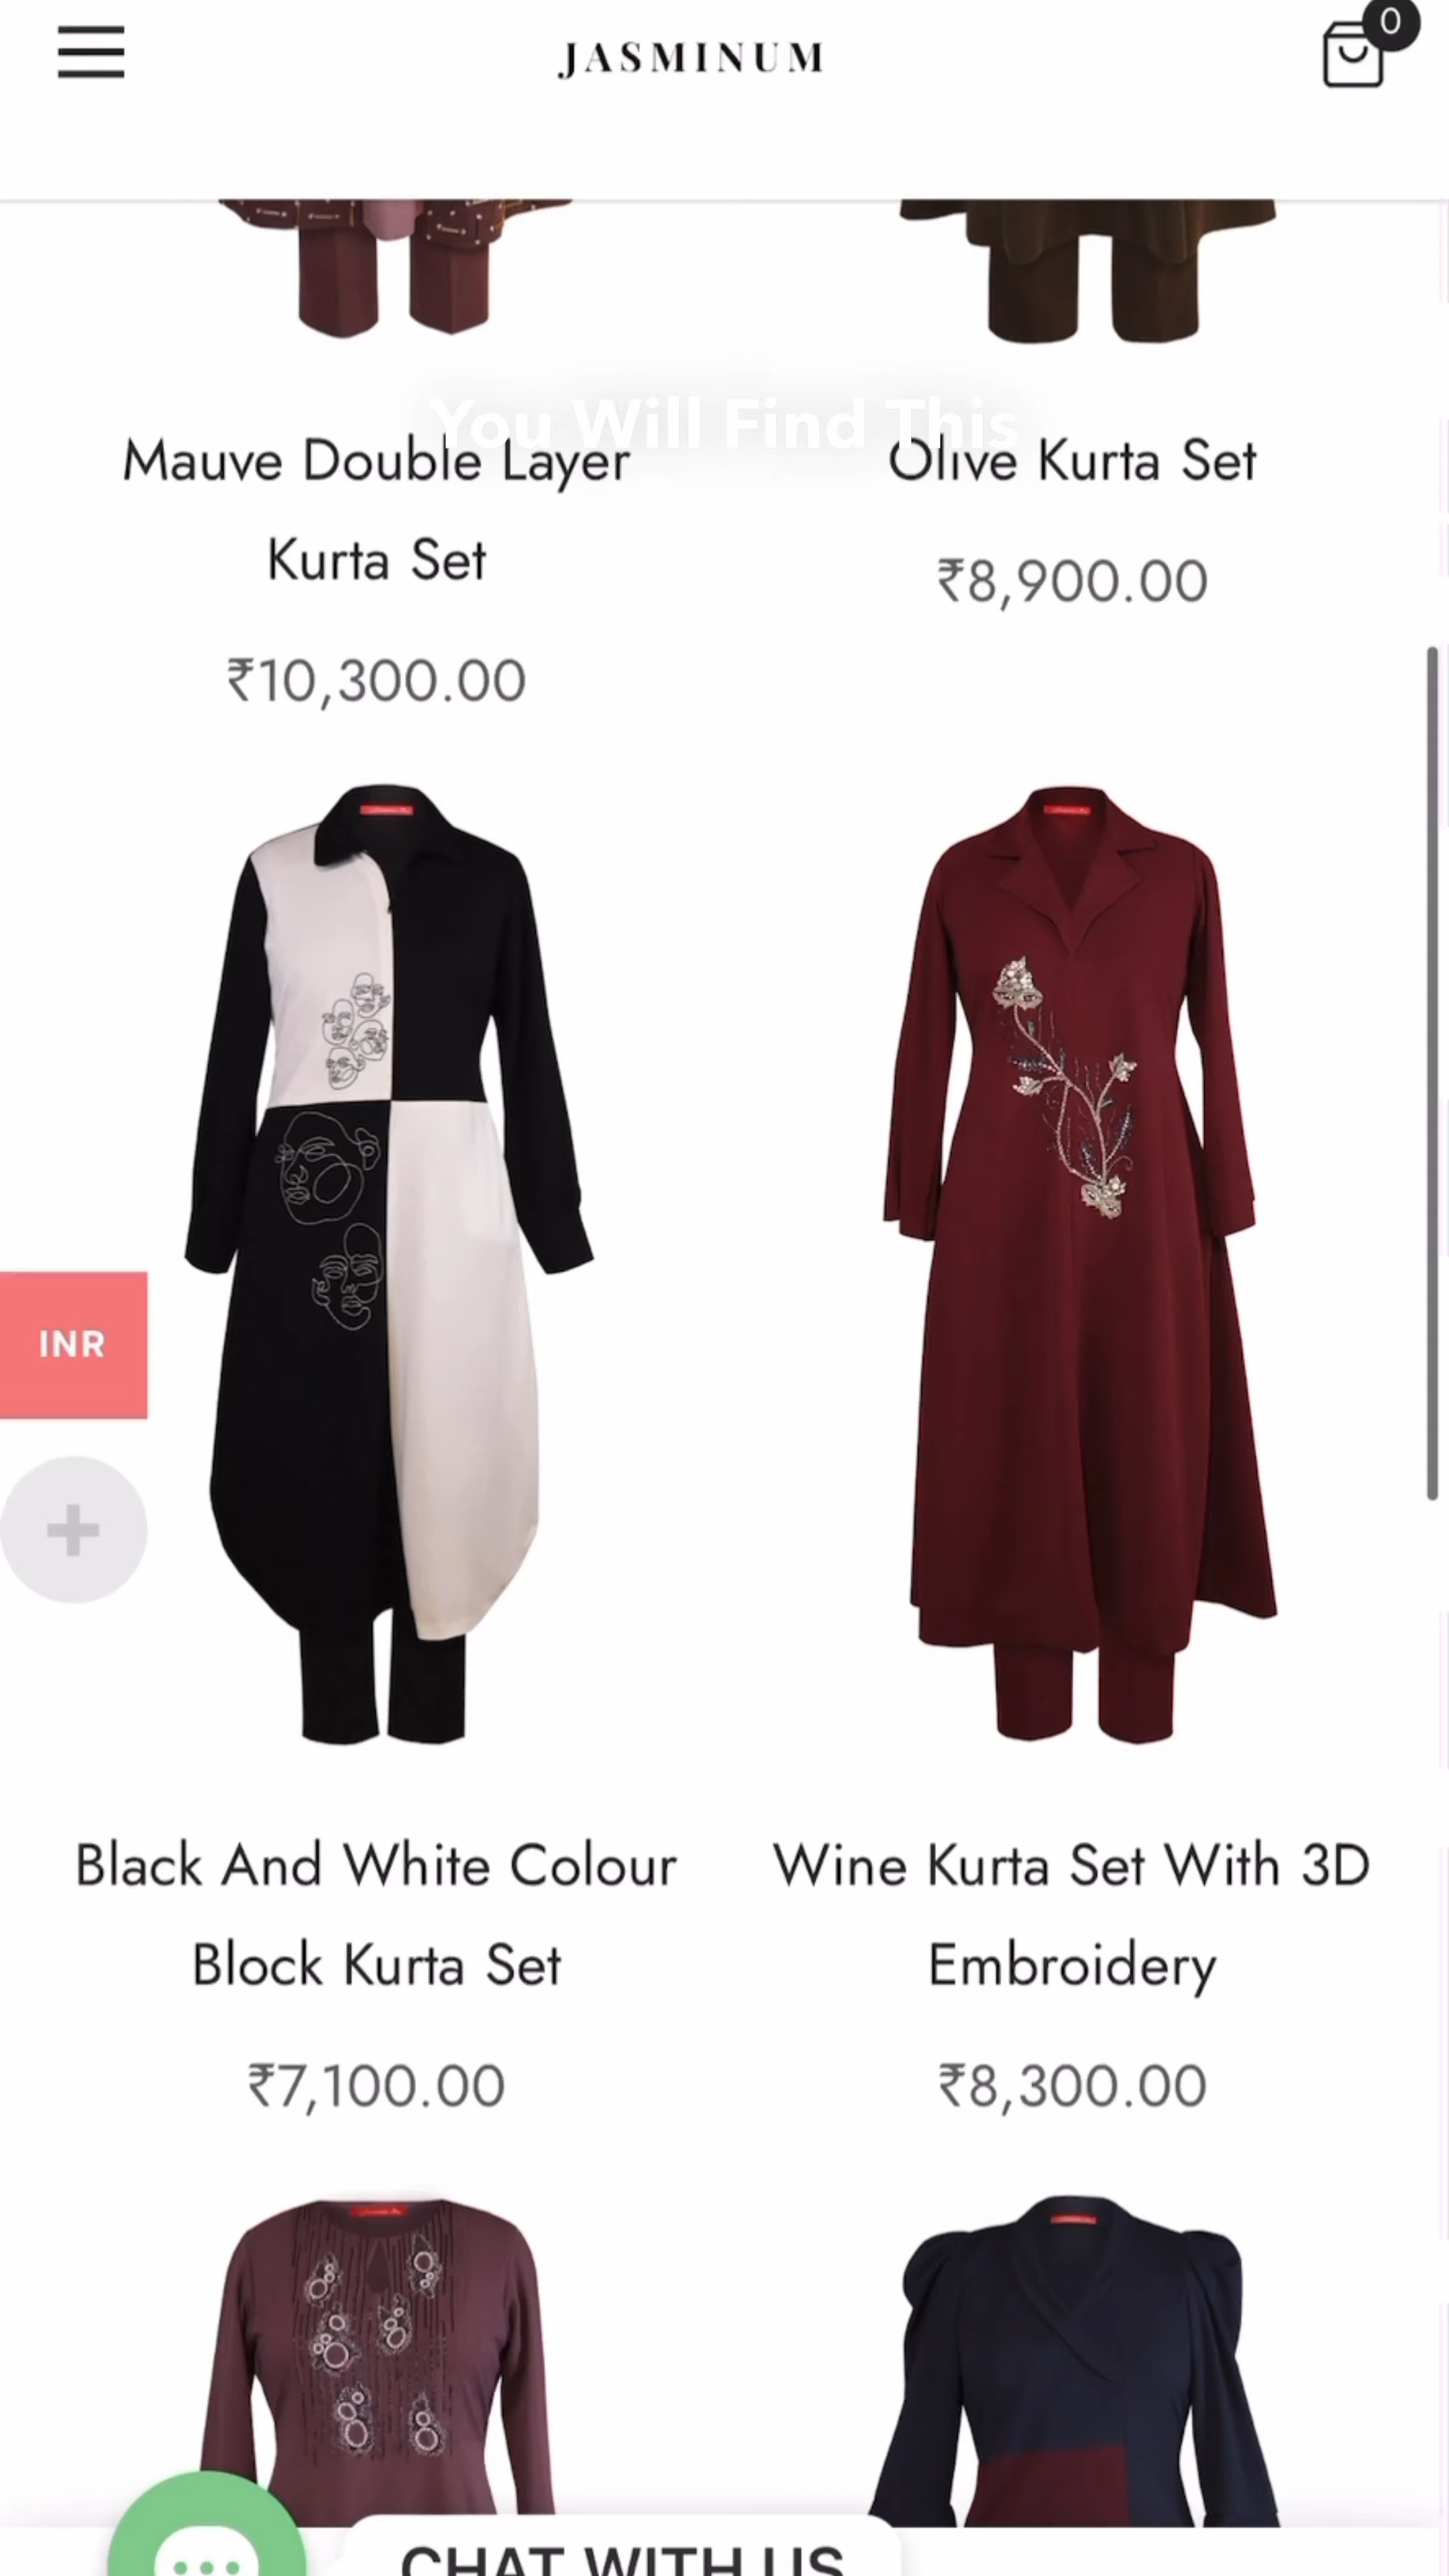 JASMINUM
0
You Will Find This
Mauve Double Layer
Kurta Set
₹10,300.00
Olive Kurta Set
₹8,900.00
INR
Black And White Colour
Block Kurta Set
₹7,100.00
Wine Kurta Set With 3D
Embroidery
₹8,300.00
CHAT WITH US